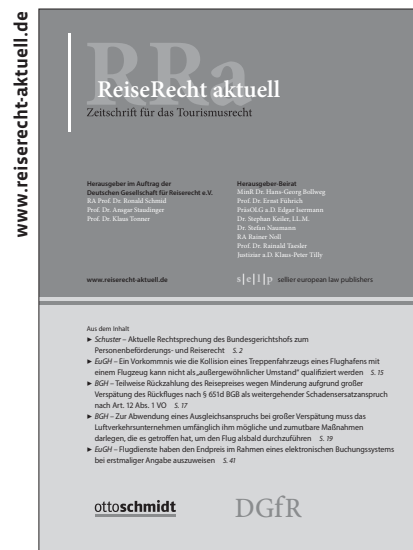 www.reiserecht-aktuell.de
RRa
ReiseRecht aktuell
Zeitschrift für das Tourismusrecht
Herausgeber im Auftrag der
Deutschen Gesellschaft für Reiserecht e.V.
RA Prof. Dr. Ronald Schmid
Prof. Dr. Ansgar Staudinger
Prof. Dr. Klaus Tonner
Herausgeber-Beirat
MinR Dr. Hans-Georg Bollweg
Prof. Dr. Ernst Führich
PräsOLG a.D. Edgar Isermann
Dr. Stephan Keiler, LL.M.
Dr. Stefan Naumann
RA Rainer Noll
Prof. Dr. Rainald Taesler
Justiziar a.D. Klaus-Peter Tilly
www.reiserecht-aktuell.de
s|e|l|p sellier european law publishers
Aus dem Inhalt
► Schuster – Aktuelle Rechtsprechung des Bundesgerichtshofs zum
Personenbeförderungs- und Reiserecht S. 2
► EuGH – Ein Vorkommnis wie die Kollision eines Treppenfahrzeugs eines Flughafens mit
einem Flugzeug kann nicht als „außergewöhnlicher Umstand“ qualifiziert werden S. 15
► BGH – Teilweise Rückzahlung des Reisepreises wegen Minderung aufgrund großer
Verspätung des Rückfluges nach § 651d BGB als weitergehender Schadensersatzanspruch
nach Art. 12 Abs. 1 VO S. 17
► BGH – Zur Abwendung eines Ausgleichsanspruchs bei großer Verspätung muss das
Luftverkehrsunternehmen umfänglich ihm mögliche und zumutbare Maßnahmen
darlegen, die es getroffen hat, um den Flug alsbald durchzuführen S. 19
► EuGH – Flugdienste haben den Endpreis im Rahmen eines elektronischen Buchungssystems
bei erstmaliger Angabe auszuweisen S. 41
ottoschmidt
DGfR